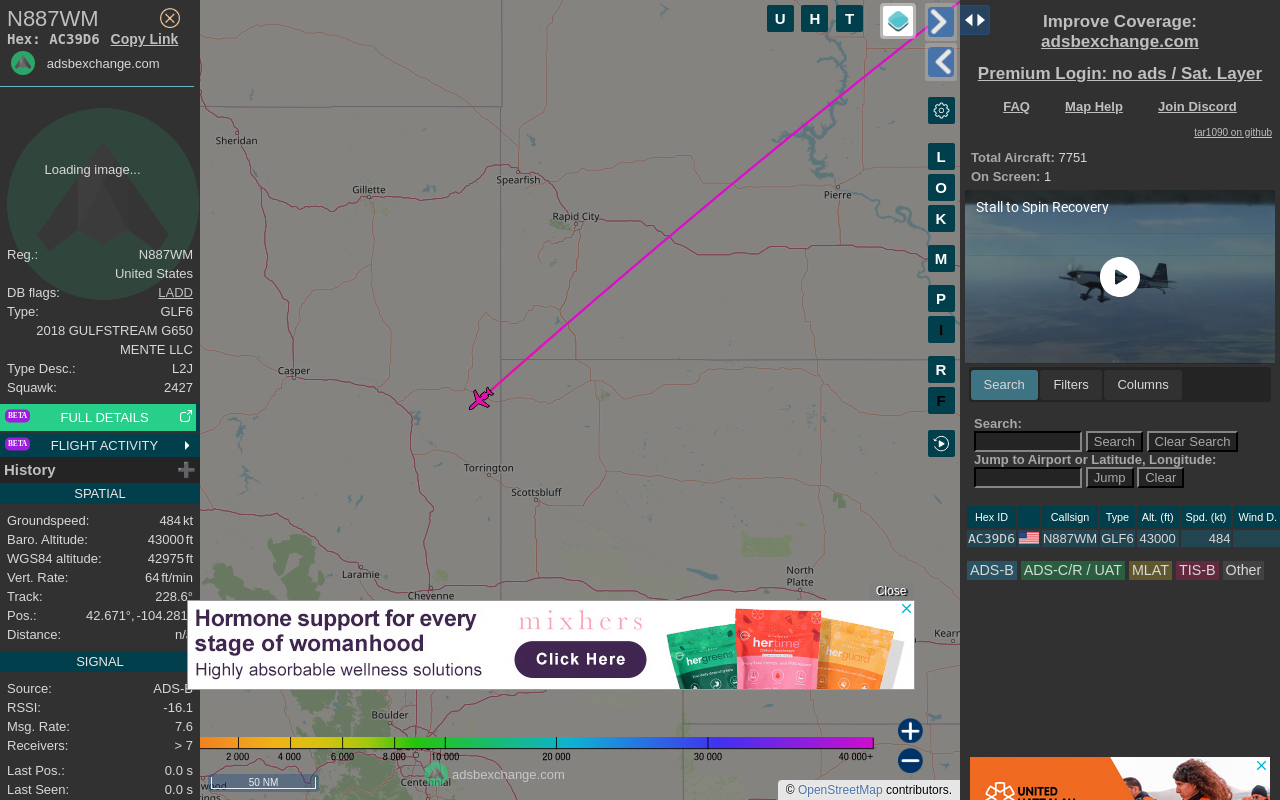 N887WM
Hex: AC39D6 Copy Link
adsbexchange.com
Loading image...
Reg.: N887WM
United States
DB flags: LADD
Type: GLF6
2018 GULFSTREAM G650
MENTE LLC
Type Desc.: L2J
Squawk: 2427
BETA FULL DETAILS
BETA FLIGHT ACTIVITY
History
SPATIAL
Groundspeed: 484 kt
Baro. Altitude: 43000 ft
WGS84 altitude: 42975 ft
Vert. Rate: 64 ft/min
Track: 228.6°
Pos.: 42.671°, -104.281°
Distance: n/a
SIGNAL
Source: ADS-B
RSSI: -16.1
Msg. Rate: 7.6
Receivers: > 7
Last Pos.: 0.0 s
Last Seen: 0.0 s
U H T
Sheridan
Gillette
Spearfish
Rapid City
Pierre
Casper
Torrington
Scottsbluff
Laramie
Cheyenne
North
Platte
Kearn
Boulder
Centennial
L
O
K
M
P
I
R
F
Close
Hormone support for every
stage of womanhood
Highly absorbable wellness solutions
mixhers
Click Here
hergreens
hertime
herguard
2 000 4 000 6 000 8 000 10 000 20 000 30 000 40 000+
50 NM
adsbexchange.com
© OpenStreetMap contributors.
Improve Coverage:
adsbexchange.com
Premium Login: no ads / Sat. Layer
FAQ Map Help Join Discord
tar1090 on github
Total Aircraft: 7751
On Screen: 1
Stall to Spin Recovery
Search Filters Columns
Search:
Search Clear Search
Jump to Airport or Latitude, Longitude:
Jump Clear
Hex ID Callsign Type Alt. (ft) Spd. (kt) Wind D.
AC39D6 N887WM GLF6 43000 484
ADS-B ADS-C/R / UAT MLAT TIS-B Other
UNITED